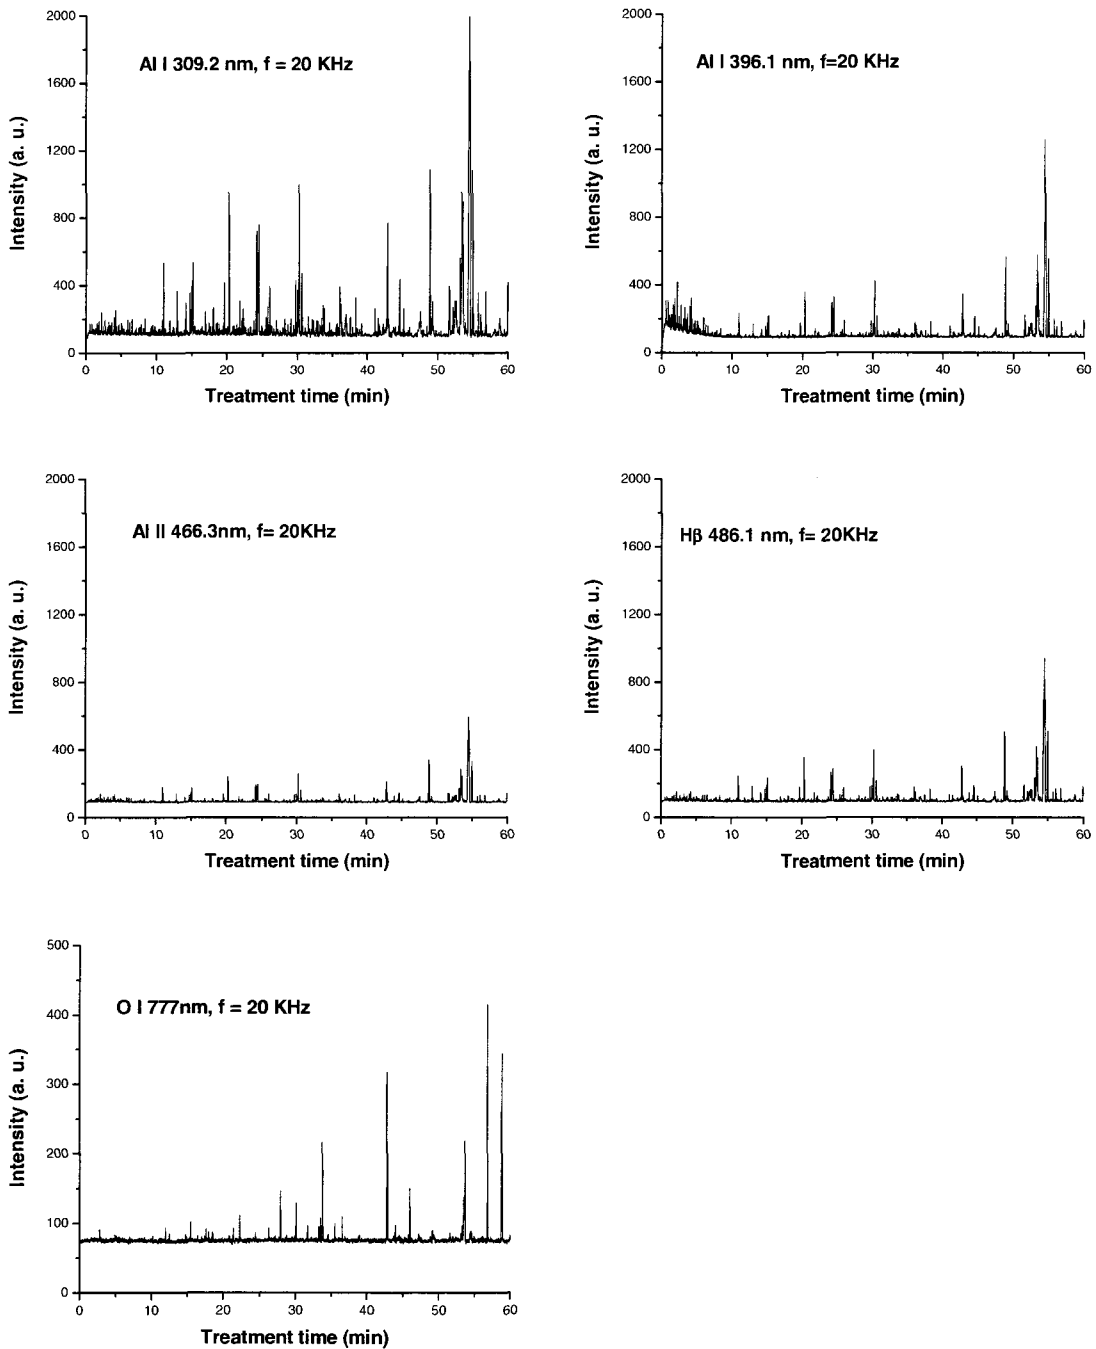 2000
1600
1200
800
400
0
Intensity (a. u.)
Al I 309.2 nm, f = 20 KHz
0 10 20 30 40 50 60
Treatment time (min)
2000
1600
1200
800
400
0
Intensity (a. u.)
Al I 396.1 nm, f=20 KHz
0 10 20 30 40 50 60
Treatment time (min)
2000
1600
1200
800
400
0
Intensity (a. u.)
Al II 466.3nm, f= 20KHz
0 10 20 30 40 50 60
Treatment time (min)
2000
1600
1200
800
400
0
Intensity (a. u.)
Hβ 486.1 nm, f= 20KHz
0 10 20 30 40 50 60
Treatment time (min)
500
400
300
200
100
0
Intensity (a. u.)
O I 777nm, f = 20 KHz
0 10 20 30 40 50 60
Treatment time (min)